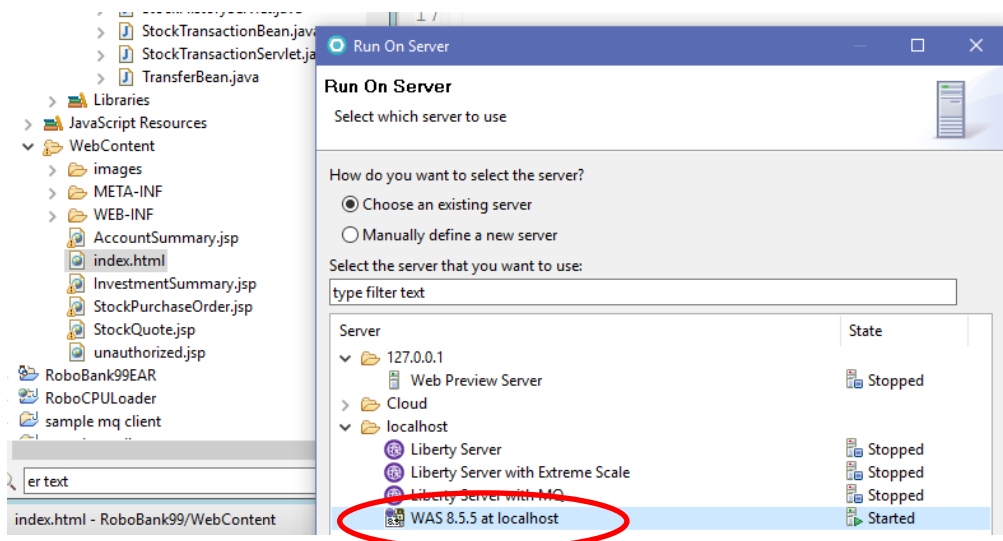 StockTransactionBean.java
StockTransactionServlet.ja
TransferBean.java
Libraries
JavaScript Resources
WebContent
images
META-INF
WEB-INF
AccountSummary.jsp
index.html
InvestmentSummary.jsp
StockPurchaseOrder.jsp
StockQuote.jsp
unauthorized.jsp
RoboBank99EAR
RoboCPULoader
sample mq client
er text
index.html - RoboBank99/WebContent
17
Run On Server
Run On Server
Select which server to use
How do you want to select the server?
Choose an existing server
Manually define a new server
Select the server that you want to use:
type filter text
Server State
127.0.0.1
Web Preview Server Stopped
Cloud
localhost
Liberty Server Stopped
Liberty Server with Extreme Scale Stopped
Liberty Server with MQ Stopped
WAS 8.5.5 at localhost Started